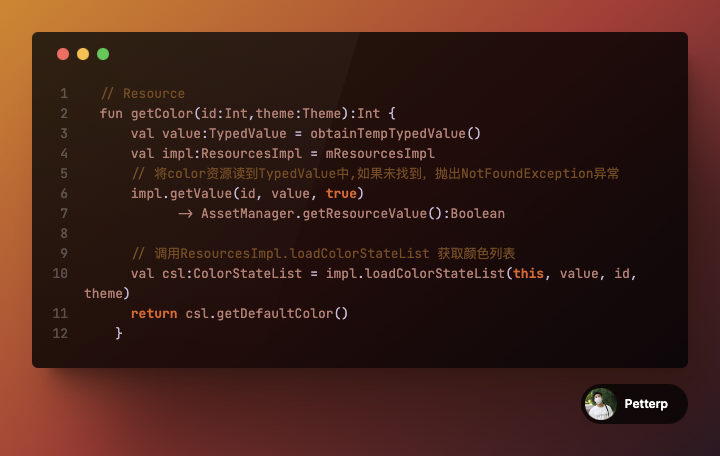 1 // Resource
2 fun getColor(id:Int,theme:Theme):Int {
3 val value:TypedValue = obtainTempTypedValue()
4 val impl:ResourcesImpl = mResourcesImpl
5 // 将color资源读到TypedValue中,如果未找到，抛出NotFoundException异常
6 impl.getValue(id, value, true)
7 -> AssetManager.getResourceValue():Boolean
8
9 // 调用ResourcesImpl.loadColorStateList 获取颜色列表
10 val csl:ColorStateList = impl.loadColorStateList(this, value, id,
theme)
11 return csl.getDefaultColor()
12 }
Petterp